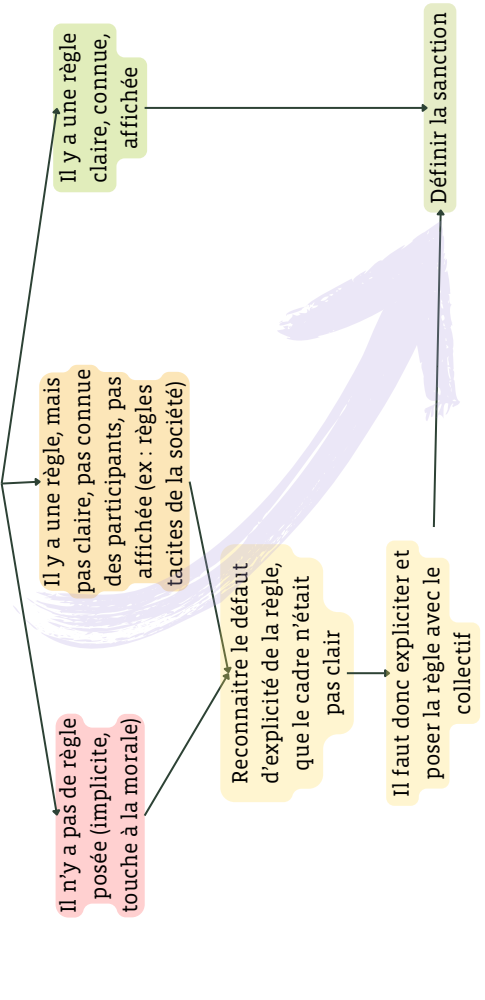 Il n'y a pas de règle
posée (implicite,
touche à la morale)
Il y a une règle, mais
pas claire, pas connue
des participants, pas
affichée (ex : règles
tacites de la société)
Il y a une règle
claire, connue,
affichée
Reconnaitre le défaut
d'explicité de la règle,
que le cadre n'était
pas clair
Il faut donc expliciter et
poser la règle avec le
collectif
Définir la sanction